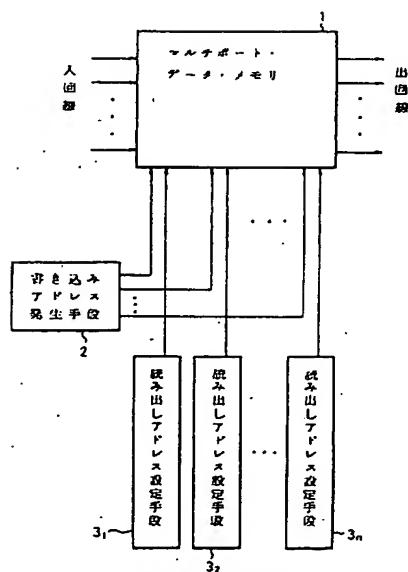 1
マルチポート・
データ・メモリ
入回線
出回線
書き込み
アドレス
発生手段
2
読み出しアドレス設定手段
読み出しアドレス設定手段
読み出しアドレス設定手段
3₁
3₂
3ₙ